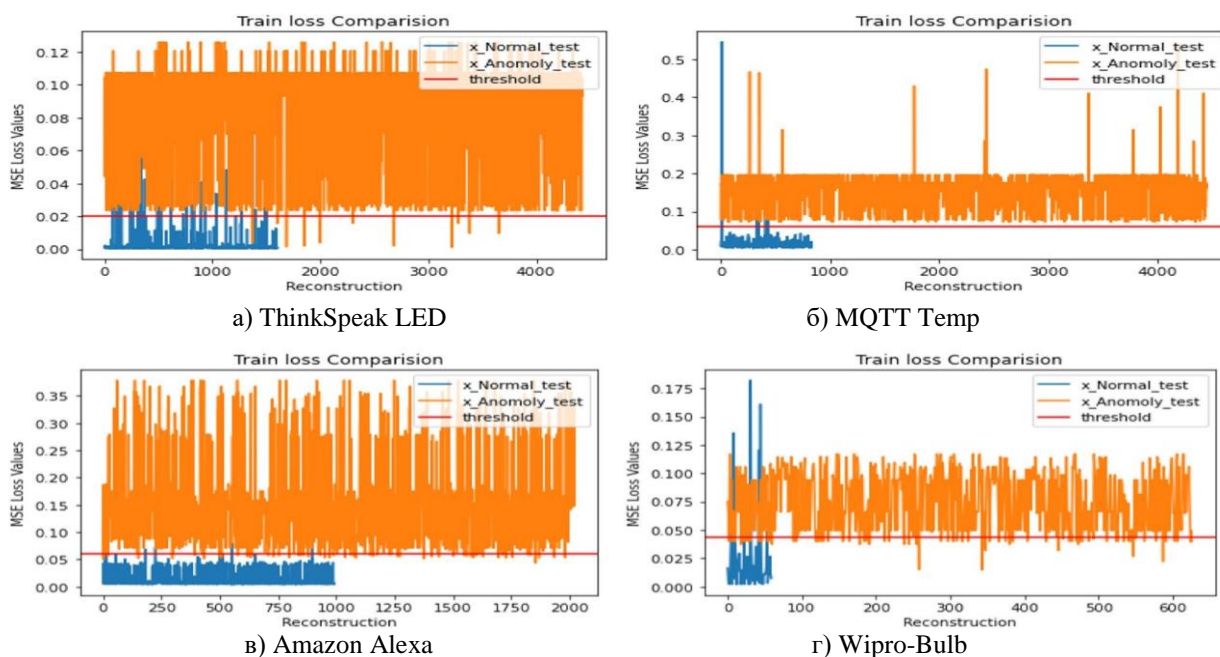 Train loss Comparision
x_Normal_test
x_Anomoly_test
threshold
MSE Loss Values
0.12
0.10
0.08
0.06
0.04
0.02
0.00
0 1000 2000 3000 4000
Reconstruction
а) ThinkSpeak LED
Train loss Comparision
x_Normal_test
x_Anomoly_test
threshold
MSE Loss Values
0.5
0.4
0.3
0.2
0.1
0.0
0 1000 2000 3000 4000
Reconstruction
б) MQTT Temp
Train loss Comparision
x_Normal_test
x_Anomoly_test
threshold
MSE Loss Values
0.35
0.30
0.25
0.20
0.15
0.10
0.05
0.00
0 250 500 750 1000 1250 1500 1750 2000
Reconstruction
в) Amazon Alexa
Train loss Comparision
x_Normal_test
x_Anomoly_test
threshold
MSE Loss Values
0.175
0.150
0.125
0.100
0.075
0.050
0.025
0.000
0 100 200 300 400 500 600
Reconstruction
г) Wipro-Bulb